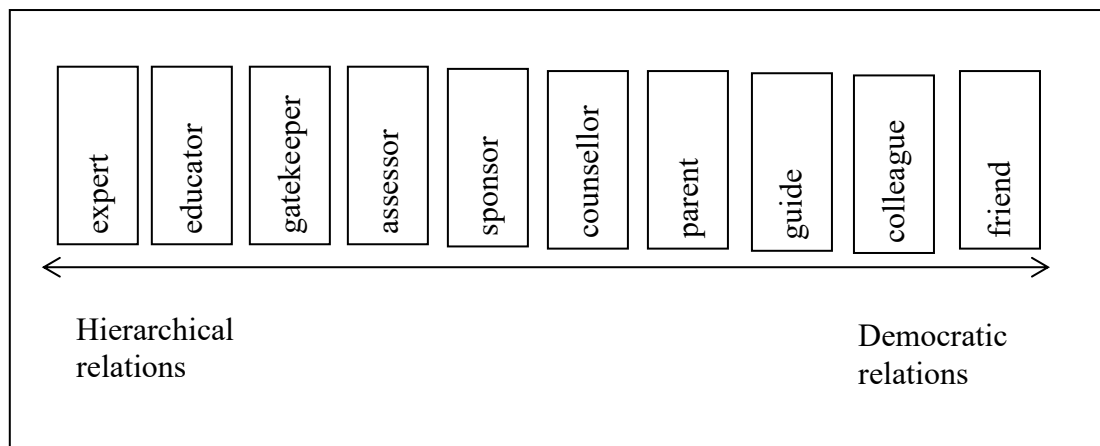 expert
educator
gatekeeper
assessor
sponsor
counsellor
parent
guide
colleague
friend
Hierarchical
relations
Democratic
relations